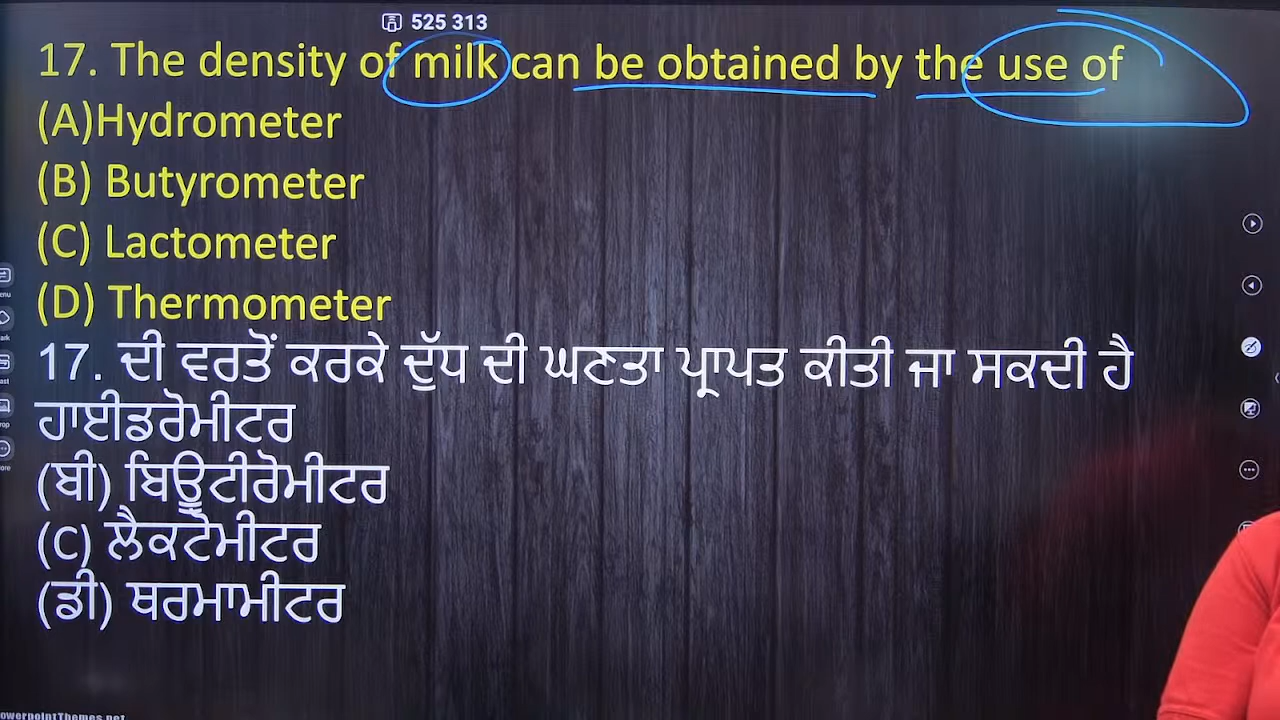 525 313
17. The density of milk can be obtained by the use of
(A)Hydrometer
(B) Butyrometer
(C) Lactometer
(D) Thermometer
17. ਦੀ ਵਰਤੋਂ ਕਰਕੇ ਦੁੱਧ ਦੀ ਘਣਤਾ ਪ੍ਰਾਪਤ ਕੀਤੀ ਜਾ ਸਕਦੀ ਹੈ
ਹਾਈਡਰੋਮੀਟਰ
(ਬੀ) ਬਿਊਟੀਰੋਮੀਟਰ
(C) ਲੈਕਟੋਮੀਟਰ
(ਡੀ) ਥਰਮਾਮੀਟਰ